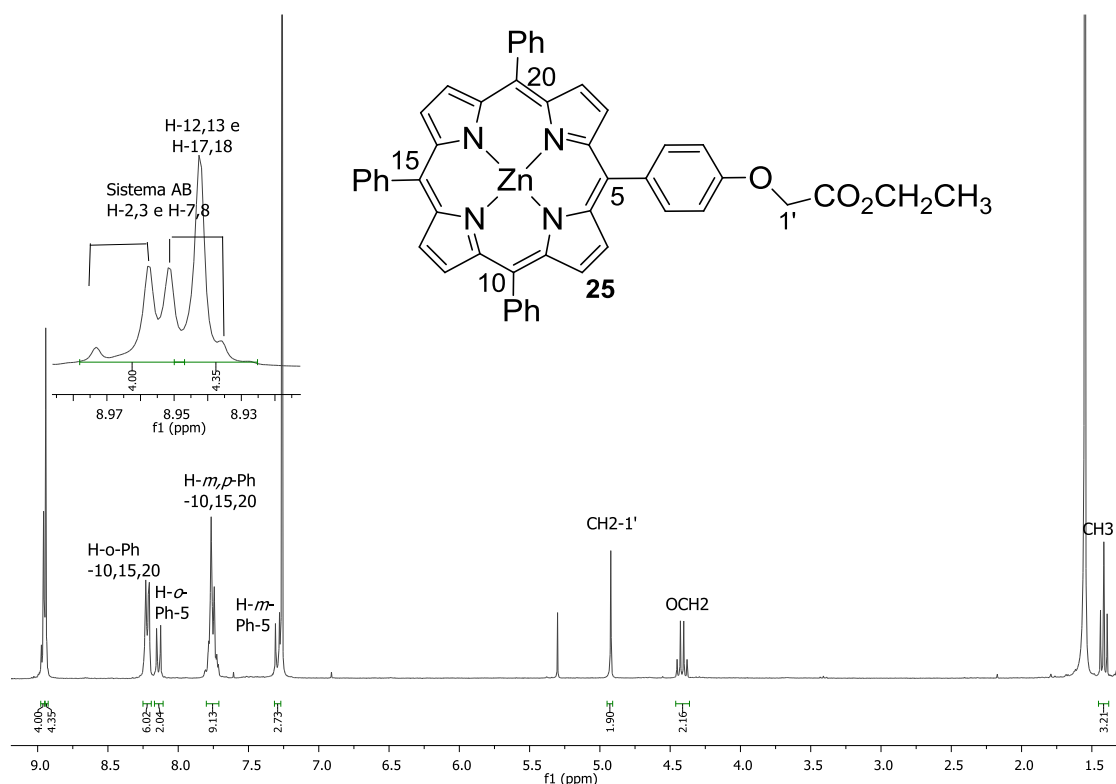 Ph
20
H-12,13 e
H-17,18
N
N
15
Ph
Zn
5
O
CO₂CH₂CH₃
1'
Sistema AB
H-2,3 e H-7,8
N
N
10
25
Ph
4.00
4.35
8.97
8.95
8.93
f1 (ppm)
H-m,p-Ph
-10,15,20
CH2-1'
CH3
H-o-Ph
-10,15,20
H-o-
Ph-5
H-m-
Ph-5
OCH2
4.00
4.35
6.02
2.04
9.13
2.73
1.90
2.16
3.21
9.0
8.5
8.0
7.5
7.0
6.5
6.0
5.5
5.0
4.5
4.0
3.5
3.0
2.5
2.0
1.5
f1 (ppm)